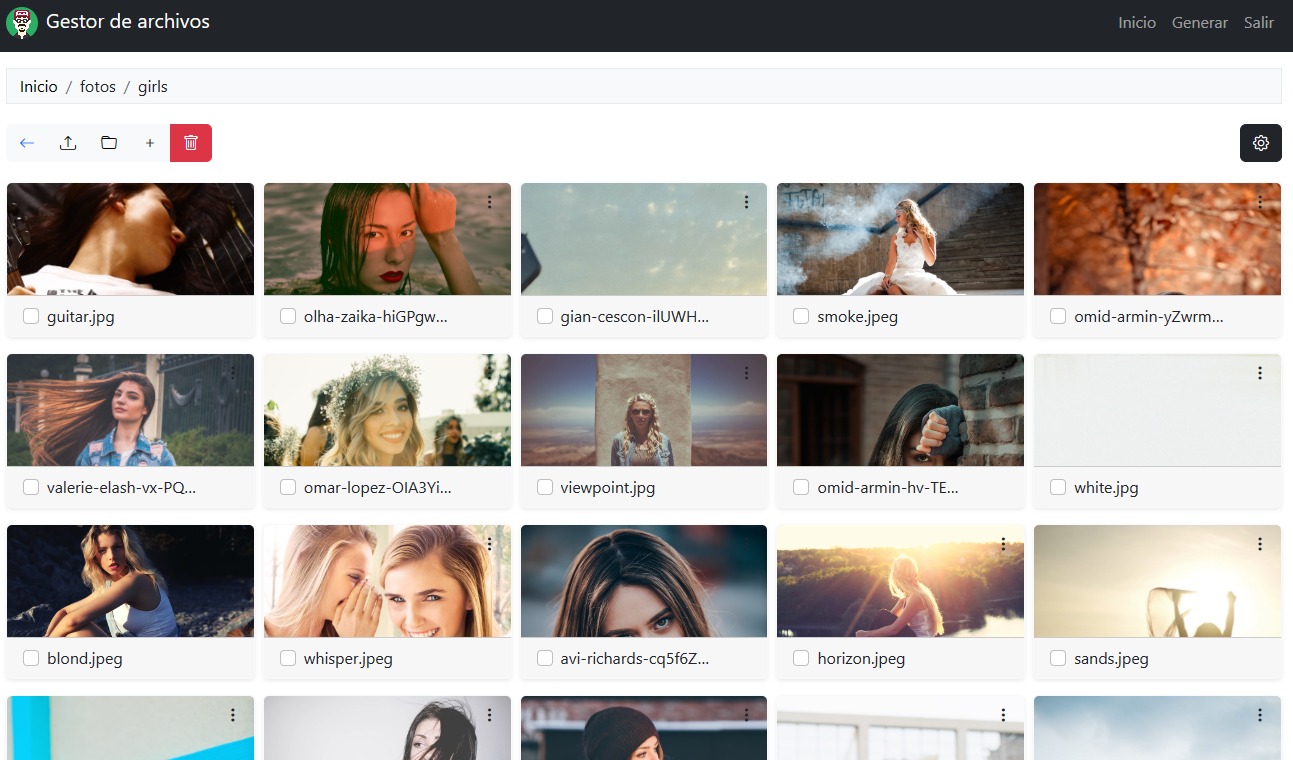 Gestor de archivos
Inicio Generar Salir
Inicio / fotos / girls
guitar.jpg
olha-zaika-hiGPgw...
gian-cescon-ilUWH...
smoke.jpeg
omid-armin-yZwrm...
valerie-elash-vx-PQ...
omar-lopez-OIA3Yi...
viewpoint.jpg
omid-armin-hv-TE...
white.jpg
blond.jpeg
whisper.jpeg
avi-richards-cq5f6Z...
horizon.jpeg
sands.jpeg